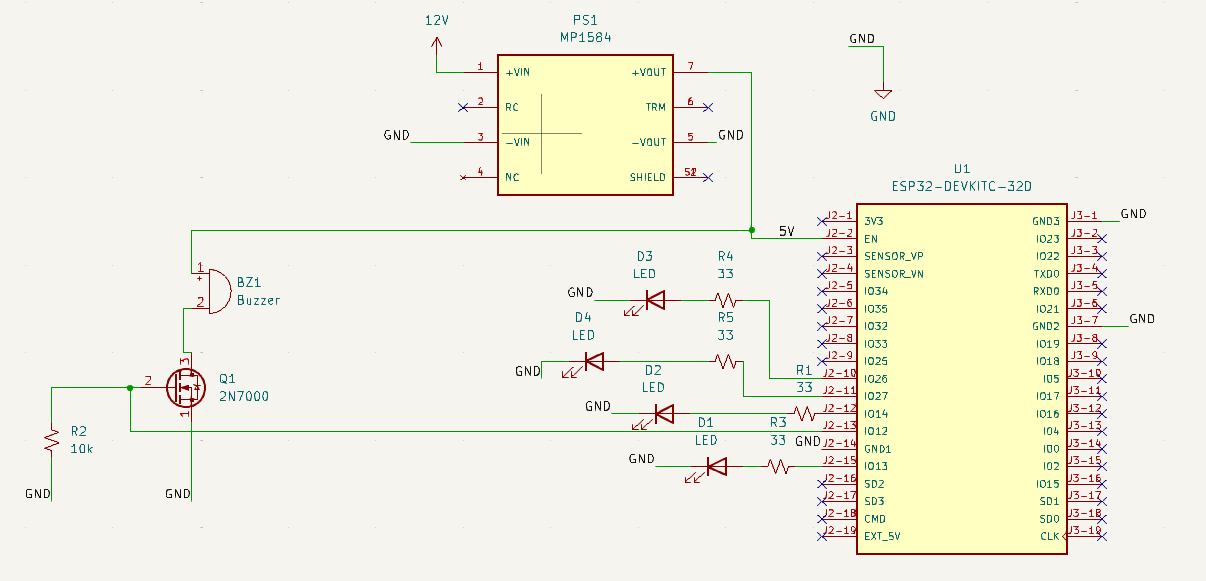 12V
PS1
MP1584
1
+VIN
+VOUT
7
2
RC
TRM
6
GND
3
-VIN
-VOUT
5
GND
4
NC
SHIELD
GND
GND
U1
ESP32-DEVKITC-32D
5V
1
+
2
BZ1
Buzzer
3
2
1
Q1
2N7000
R2
10k
GND
GND
D3
LED
R4
33
GND
D4
LED
R5
33
GND
D2
LED
R1
33
GND
D1
LED
R3
33
GND
GND
J2-1 3V3
J2-2 EN
J2-3 SENSOR_VP
J2-4 SENSOR_VN
J2-5 IO34
J2-6 IO35
J2-7 IO32
J2-8 IO33
J2-9 IO25
J2-10 IO26
J2-11 IO27
J2-12 IO14
J2-13 IO12
J2-14 GND1
J2-15 IO13
J2-16 SD2
J2-17 SD3
J2-18 CMD
J2-19 EXT_5V
GND3 J3-1 GND
IO23 J3-2
IO22 J3-3
TXD0 J3-4
RXD0 J3-5
IO21 J3-6
GND2 J3-7 GND
IO19 J3-8
IO18 J3-9
IO5 J3-10
IO17 J3-11
IO16 J3-12
IO4 J3-13
IO0 J3-14
IO2 J3-15
IO15 J3-16
SD1 J3-17
SD0 J3-18
CLK J3-19